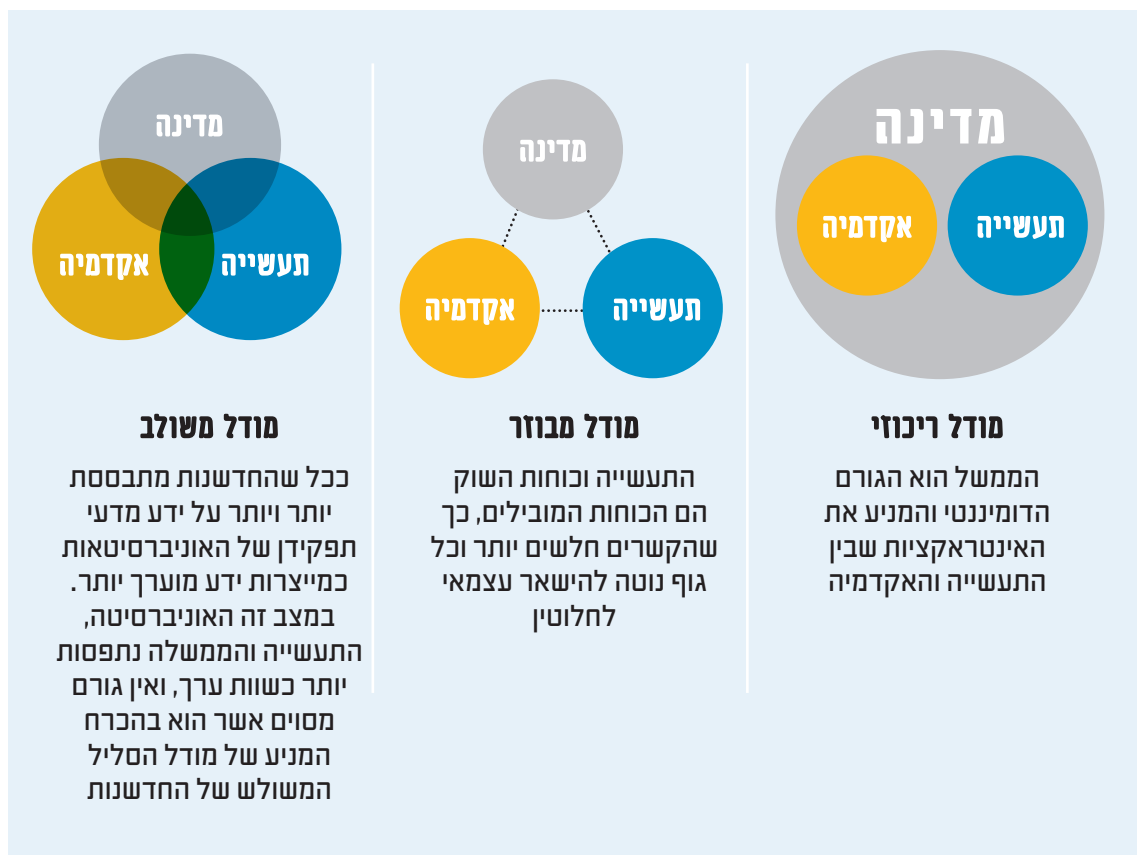 מדינה
אקדמיה תעשייה
מודל ריכוזי
הממשל הוא הגורם
הדומיננטי והמניע את
האינטראקציות שבין
התעשייה והאקדמיה
מדינה
אקדמיה תעשייה
מודל מבוזר
התעשייה וכוחות השוק
הם הכוחות המובילים, כך
שהקשרים חלשים יותר וכל
גוף נוטה להישאר עצמאי
לחלוטין
מדינה
אקדמיה תעשייה
מודל משולב
ככל שהחדשנות מתבססת
יותר ויותר על ידע מדעי
תפקידן של האוניברסיטאות
כמייצרות ידע מוערך יותר.
במצב זה האוניברסיטה,
התעשייה והממשלה נתפסות
יותר כשוות ערך, ואין גורם
מסוים אשר הוא בהכרח
המניע של מודל הסליל
המשולש של החדשנות